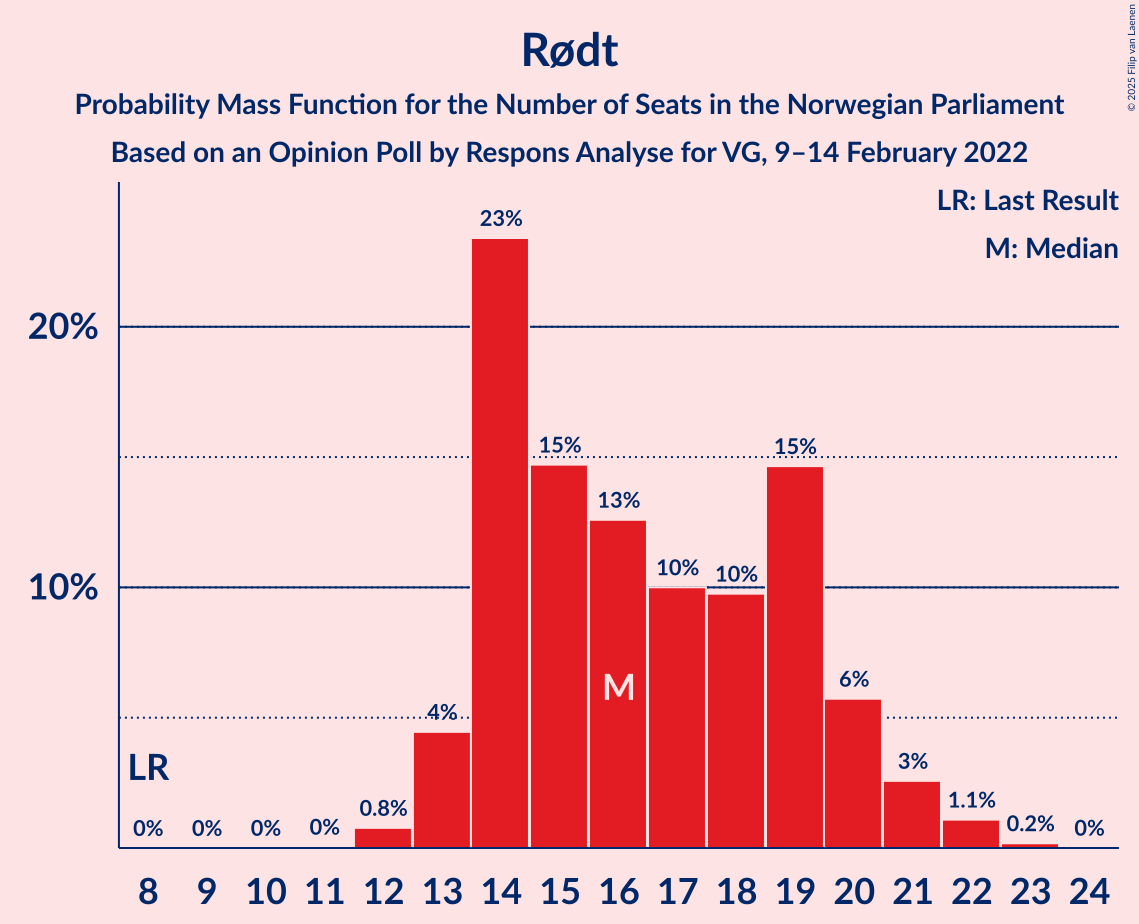 Rødt
Probability Mass Function for the Number of Seats in the Norwegian Parliament
Based on an Opinion Poll by Respons Analyse for VG, 9–14 February 2022
© 2025 Filip van Laenen
LR: Last Result
M: Median
23%
20%
15%
15%
13%
10%
10%
10%
M
6%
4%
LR
3%
0%
0%
0%
0%
0.8%
1.1%
0.2%
0%
8 9 10 11 12 13 14 15 16 17 18 19 20 21 22 23 24